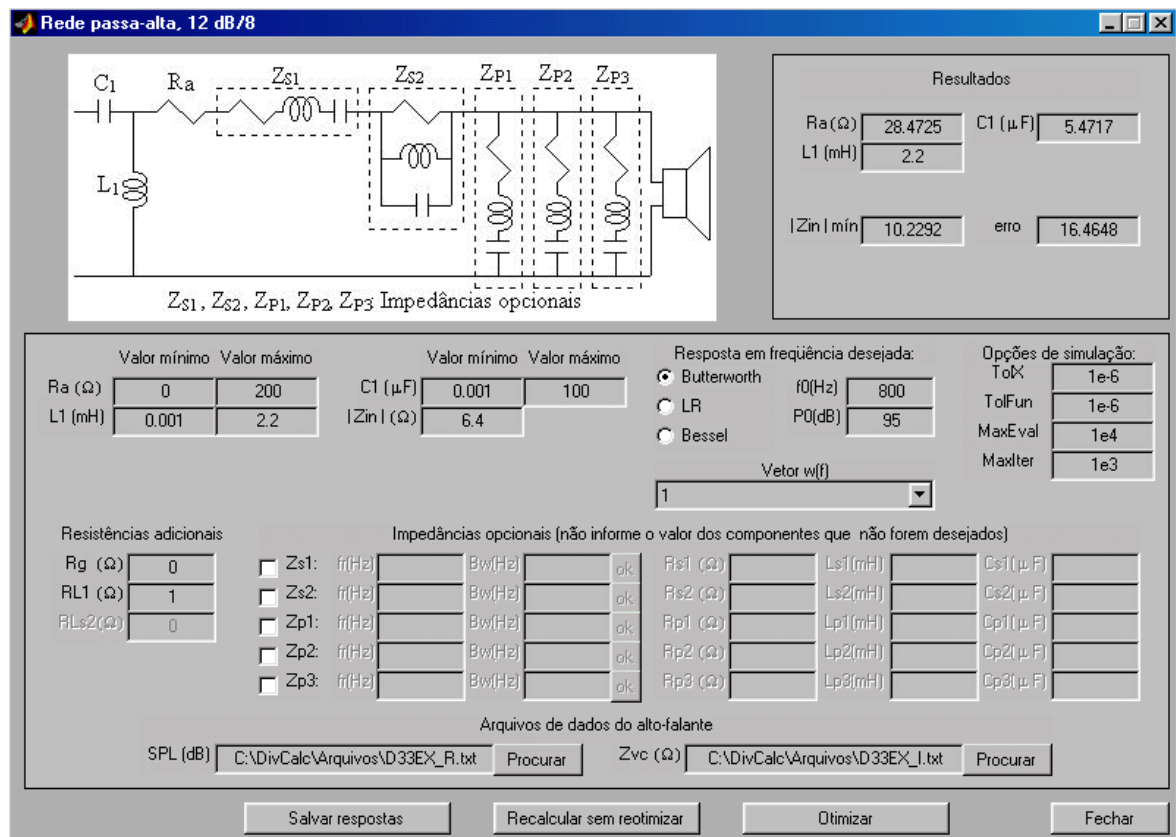 Rede passa-alta, 12 dB/8
C1 Ra ZS1 ZS2 ZP1 ZP2 ZP3
L1
ZS1, ZS2, ZP1, ZP2, ZP3 Impedâncias opcionais
Resultados
Ra(Ω) 28.4725 C1 (μF) 5.4717
L1 (mH) 2.2
|Zin| mín 10.2292 erro 16.4648
Valor mínimo Valor máximo
Ra (Ω) 0 200
L1 (mH) 0.001 2.2
Valor mínimo Valor máximo
C1 (μF) 0.001 100
|Zin| (Ω) 6.4
Resposta em freqüência desejada:
Butterworth
LR
Bessel
f0(Hz) 800
P0(dB) 95
Vetor w(f)
1
Opções de simulação:
TolX 1e-6
TolFun 1e-6
MaxEval 1e4
MaxIter 1e3
Resistências adicionais
Rg (Ω) 0
RL1 (Ω) 1
RLs2(Ω) 0
Impedâncias opcionais (não informe o valor dos componentes que não forem desejados)
Zs1: fr(Hz) Bw(Hz) ok Rs1 (Ω) Ls1(mH) Cs1(μF)
Zs2: fr(Hz) Bw(Hz) ok Rs2 (Ω) Ls2(mH) Cs2(μF)
Zp1: fr(Hz) Bw(Hz) ok Rp1 (Ω) Lp1(mH) Cp1(μF)
Zp2: fr(Hz) Bw(Hz) ok Rp2 (Ω) Lp2(mH) Cp2(μF)
Zp3: fr(Hz) Bw(Hz) ok Rp3 (Ω) Lp3(mH) Cp3(μF)
Arquivos de dados do alto-falante
SPL (dB) C:\DivCalc\Arquivos\D33EX_R.txt Procurar Zvc (Ω) C:\DivCalc\Arquivos\D33EX_I.txt Procurar
Salvar respostas Recalcular sem reotimizar Otimizar Fechar